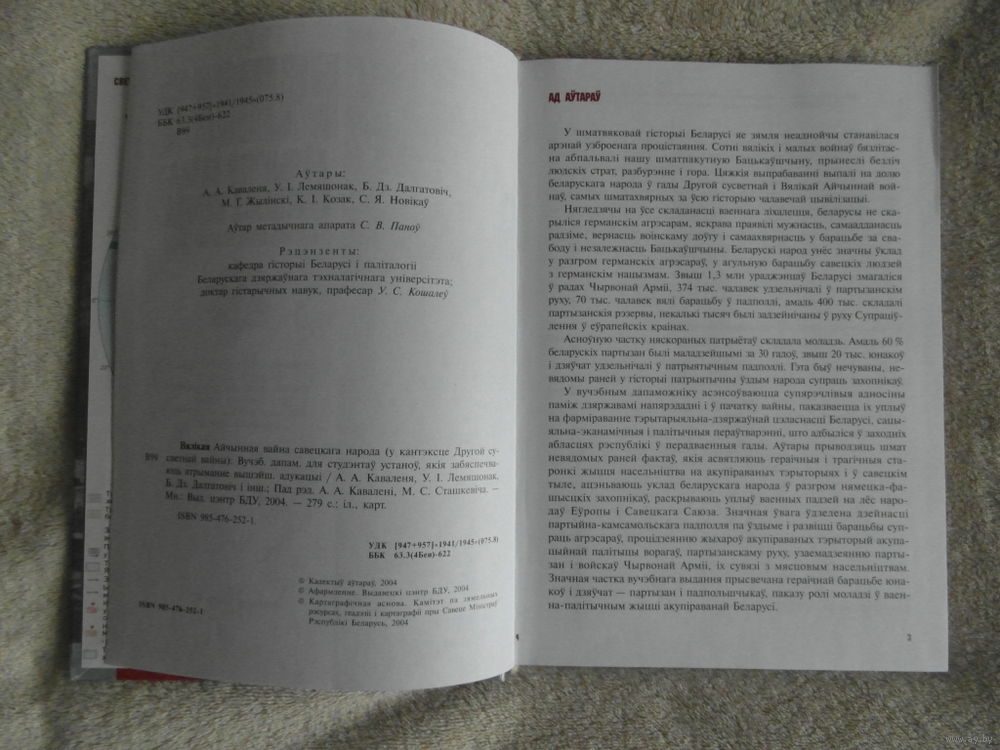 СВЕ
УДК [947+957]«1941/1945»(075.8)
ББК 63.3(4Беи)-622
В99
Аўтары:
А. А. Каваленя, У. І. Лемяшонак, Б. Дз. Далгатовіч,
М. Г. Жылінскі, К. І. Козак, С. Я. Новікаў
Аўтар метадычнага апарата С. В. Паноў
Рэцэнзенты:
кафедра гісторыі Беларусі і паліталогіі
Беларускага дзяржаўнага тэхналагічнага універсітэта;
доктар гістарычных навук, прафесар У. С. Кошалеў
Вялікая Айчынная вайна савецкага народа (у кантэксце Другой су-
В99 светнай вайны): Вучэб. дапам. для студэнтаў устаноў, якія забяспечва-
юць атрыманне вышэйш. адукацыі / А. А. Каваленя, У. І. Лемяшонак,
Б. Дз. Далгатовіч і інш.; Пад рэд. А. А. Кавалені, М. С. Сташкевіча. —
Мн.: Выд. цэнтр БДУ, 2004. — 279 с.: іл., карт.
ISBN 985-476-252-1.
УДК [947+957]«1941/1945»(075.8)
ББК 63.3(4Беи)-622
© Калектыў аўтараў, 2004
© Афармленне. Выдавецкі цэнтр БДУ, 2004
© Картаграфічная аснова. Камітэт па зямельных
рэсурсах, геадэзіі і картаграфіі пры Савеце Міністраў
Рэспублікі Беларусь, 2004
ISBN 985-476-252-1
АД АЎТАРАЎ
У шматвяковай гісторыі Беларусі яе зямля неаднойчы станавілася
арэнай узброенага процістаяння. Сотні вялікіх і малых войнаў бязлітас-
на абпальвалі нашу шматпакутную Бацькаўшчыну, прынеслі безліч
людскіх страт, разбурэнне і гора. Цяжкія выпрабаванні выпалі на долю
беларускага народа ў гады Другой сусветнай і Вялікай Айчыннай вой-
наў, самых шматахвярных за ўсю гісторыю чалавечай цывілізацыі.
Нягледзячы на ўсе складанасці ваеннага ліхалецця, беларусы не ска-
рыліся германскім агрэсарам, яскрава праявілі мужнасць, самаадданасць
радзіме, вернасць воінскаму доўгу і самаахвярнасць у барацьбе за сва-
боду і незалежнасць Бацькаўшчыны. Беларускі народ унёс значны ўклад
у разгром германскіх агрэсараў, у агульную барацьбу савецкіх людзей
з германскім нацызмам. Звыш 1,3 млн ураджэнцаў Беларусі змагаліся
ў радах Чырвонай Арміі, 374 тыс. чалавек удзельнічалі ў партызанскім
руху, 70 тыс. чалавек вялі барацьбу ў падполлі, амаль 400 тыс. складалі
партызанскія рэзервы, некалькі тысяч былі задзейнічаны ў руху Супраціў-
лення ў еўрапейскіх краінах.
Асноўную частку няскораных патрыётаў складала моладзь. Амаль 60 %
беларускіх партызан былі маладзейшымі за 30 гадоў, звыш 20 тыс. юнакоў
і дзяўчат удзельнічалі ў патрыятычным падполлі. Гэта быў нечуваны, не-
вядомы раней у гісторыі патрыятычны ўздым народа супраць захопнікаў.
У вучэбным дапаможніку асэнсоўваюцца супярэчлівыя адносіны
паміж дзяржавамі напярэдадні і ў пачатку вайны, паказваецца іх уплыў
на фарміраванне тэрытарыяльна-дзяржаўнай цэласнасці Беларусі, сацы-
яльна-эканамічныя і палітычныя пераўтварэнні, што адбыліся ў заходніх
абласцях рэспублікі ў перадваенныя гады. Аўтары прыводзяць шмат
невядомых раней фактаў, якія асвятляюць гераічныя і трагічныя ста-
ронкі жыцця насельніцтва на акупіраваных тэрыторыях і ў савецкім
тыле, ацэньваюць уклад беларускага народа ў разгром нямецка-фа-
шысцкіх захопнікаў, раскрываюць уплыў ваенных падзей на лёс наро-
даў Еўропы і Савецкага Саюза. Значная ўвага ўдзелена дзейнасці
партыйна-камсамольскага падполля па ўздыме і развіцці барацьбы суп-
раць агрэсараў, процідзеянню жыхароў акупіраваных тэрыторый акупа-
цыйнай палітыцы ворагаў, партызанскаму руху, узаемадзеянню парты-
зан і войскаў Чырвонай Арміі, іх сувязі з мясцовым насельніцтвам.
Значная частка вучэбнага выдання прысвечана гераічнай барацьбе юна-
коў і дзяўчат — партызан і падпольшчыкаў, паказу ролі моладзі ў ваен-
на-палітычным жыцці акупіраванай Беларусі.
3
www.ay.by